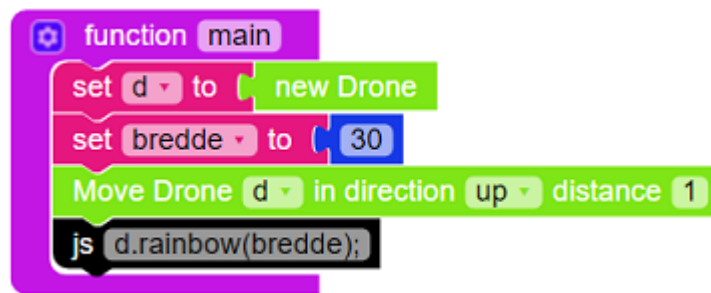 function main
set d to new Drone
set bredde to 30
Move Drone d in direction up distance 1
js d.rainbow(bredde);